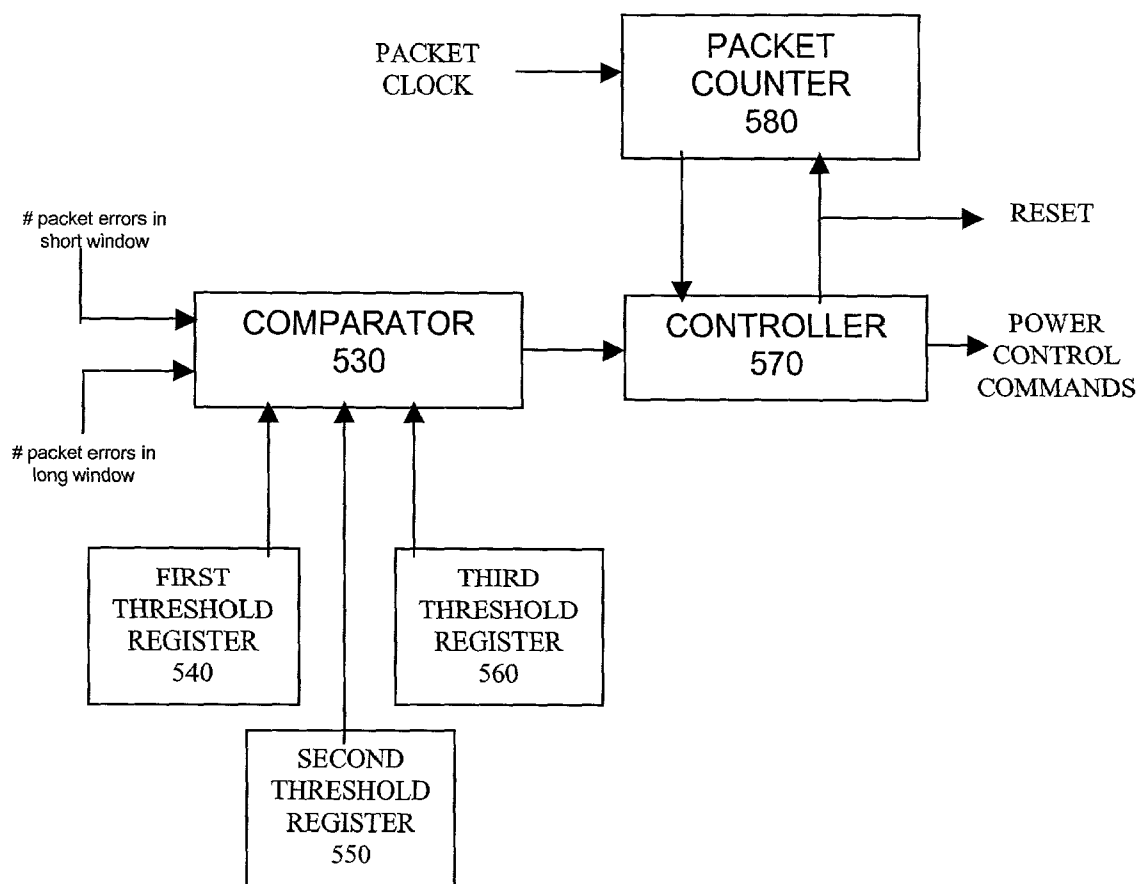 PACKET
CLOCK
PACKET
COUNTER
580
# packet errors in
short window
RESET
COMPARATOR
530
CONTROLLER
570
POWER
CONTROL
COMMANDS
# packet errors in
long window
FIRST
THRESHOLD
REGISTER
540
THIRD
THRESHOLD
REGISTER
560
SECOND
THRESHOLD
REGISTER
550